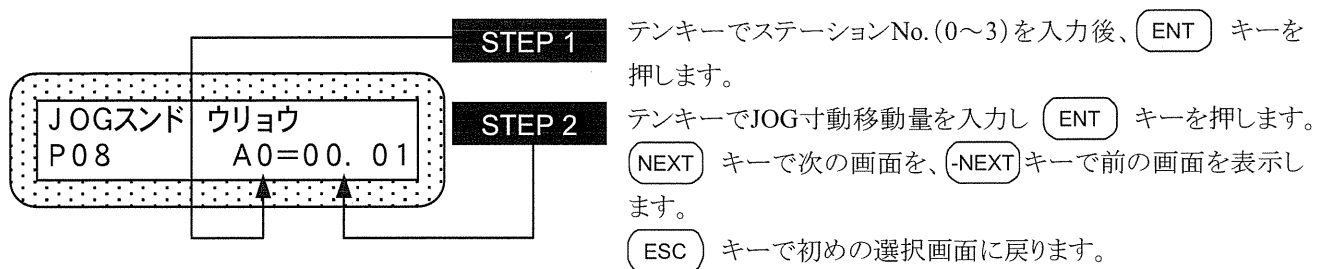 STEP 1
テンキーでステーションNo.(0～3)を入力後、ENT キーを
押します。
JOGスンドウリョウ
P08 A0=00. 01
STEP 2
テンキーでJOG寸動移動量を入力し ENT キーを押します。
NEXT キーで次の画面を、-NEXTキーで前の画面を表示し
ます。
ESC キーで初めの選択画面に戻ります。